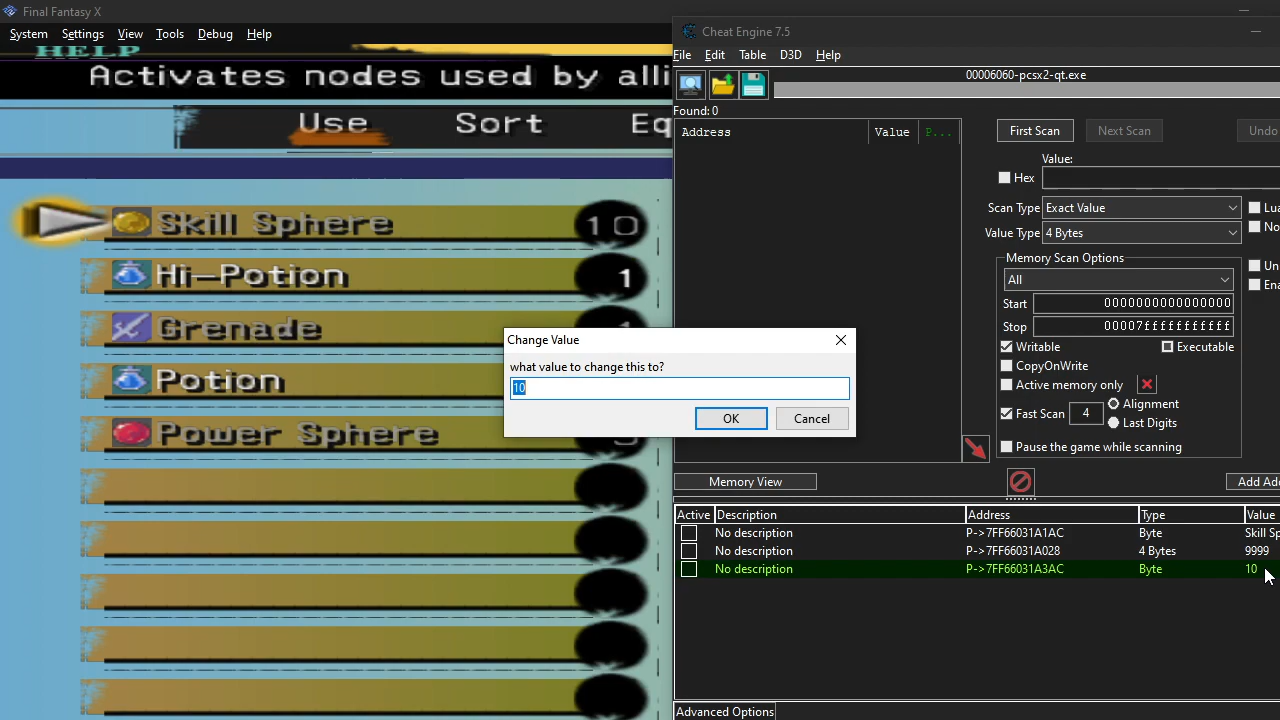 Final Fantasy X
System Settings View Tools Debug Help
HELP
Activates nodes used by alli
Use Sort Eq
Skill Sphere 10
Hi-Potion 1
Grenade
Potion
Power Sphere
Cheat Engine 7.5
File Edit Table D3D Help
00006060-pcsx2-qt.exe
Found: 0
Address Value P...
First Scan Next Scan Undo
Value:
Hex
Scan Type Exact Value Lua
Value Type 4 Bytes No
Memory Scan Options
All Un
Start 0000000000000000 Ena
Stop 00007fffffffffff
Writable Executable
CopyOnWrite
Active memory only
Fast Scan 4 Alignment
Last Digits
Pause the game while scanning
Change Value
what value to change this to?
10
OK Cancel
Memory View Add Add
Active Description Address Type Value
No description P->7FF66031A1AC Byte Skill Sp
No description P->7FF66031A028 4 Bytes 9999
No description P->7FF66031A3AC Byte 10
Advanced Options